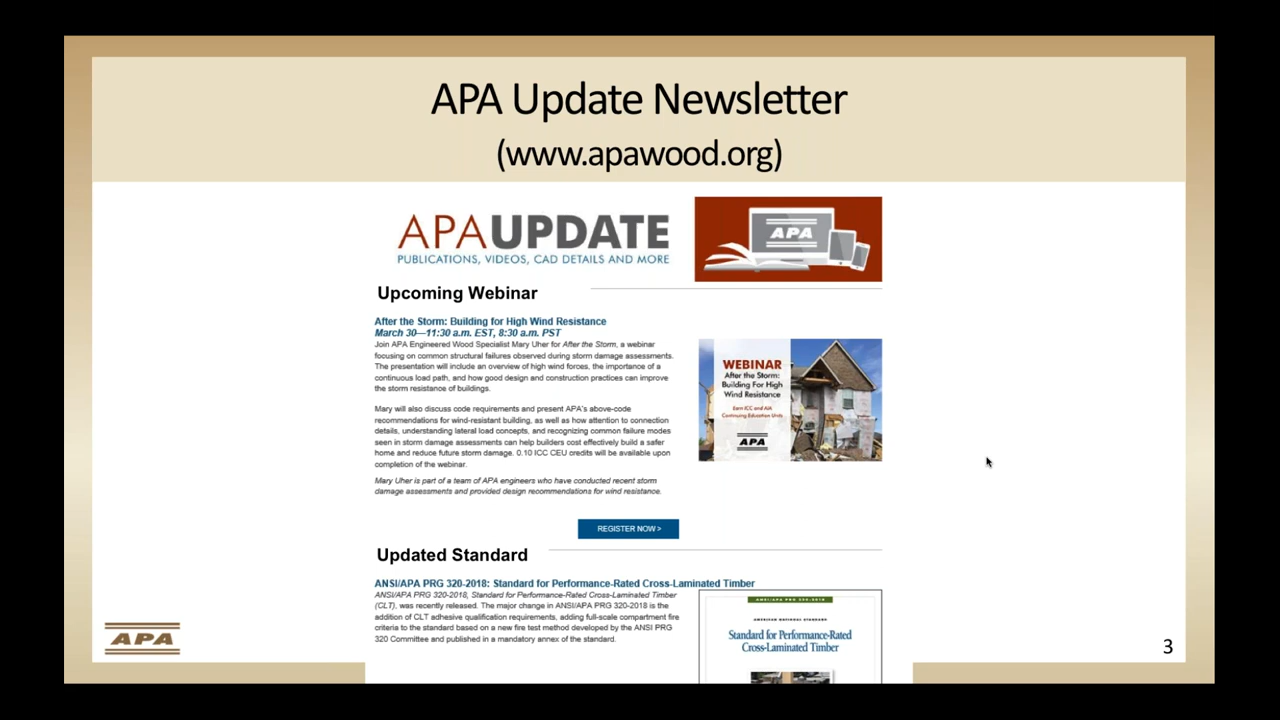 APA Update Newsletter
(www.apawood.org)
APAUPDATE
PUBLICATIONS, VIDEOS, CAD DETAILS AND MORE
APA
Upcoming Webinar
After the Storm: Building for High Wind Resistance
March 30—11:30 a.m. EST, 8:30 a.m. PST
Join APA Engineered Wood Specialist Mary Uher for After the Storm, a webinar
focusing on common structural failures observed during storm damage assessments.
The presentation will include an overview of high wind forces, the importance of a
continuous load path, and how good design and construction practices can improve
the storm resistance of buildings.
Mary will also discuss code requirements and present APA's above-code
recommendations for wind-resistant building, as well as how attention to connection
details, understanding lateral load concepts, and recognizing common failure modes
seen in storm damage assessments can help builders cost effectively build a safer
home and reduce future storm damage. 0.10 ICC CEU credits will be available upon
completion of the webinar.
Mary Uher is part of a team of APA engineers who have conducted recent storm
damage assessments and provided design recommendations for wind resistance.
WEBINAR
After the Storm:
Building For High
Wind Resistance
Earn ICC and AIA
Continuing Education Units
APA
REGISTER NOW >
Updated Standard
ANSI/APA PRG 320-2018: Standard for Performance-Rated Cross-Laminated Timber
ANSI/APA PRG 320-2018, Standard for Performance-Rated Cross-Laminated Timber
(CLT), was recently released. The major change in ANSI/APA PRG 320-2018 is the
addition of CLT adhesive qualification requirements, adding full-scale compartment fire
criteria to the standard based on a new fire test method developed by the ANSI PRG
320 Committee and published in a mandatory annex of the standard.
ANSI/APA PRG 320-2018
AMERICAN NATIONAL STANDARD
Standard for Performance-Rated
Cross-Laminated Timber
APA
3